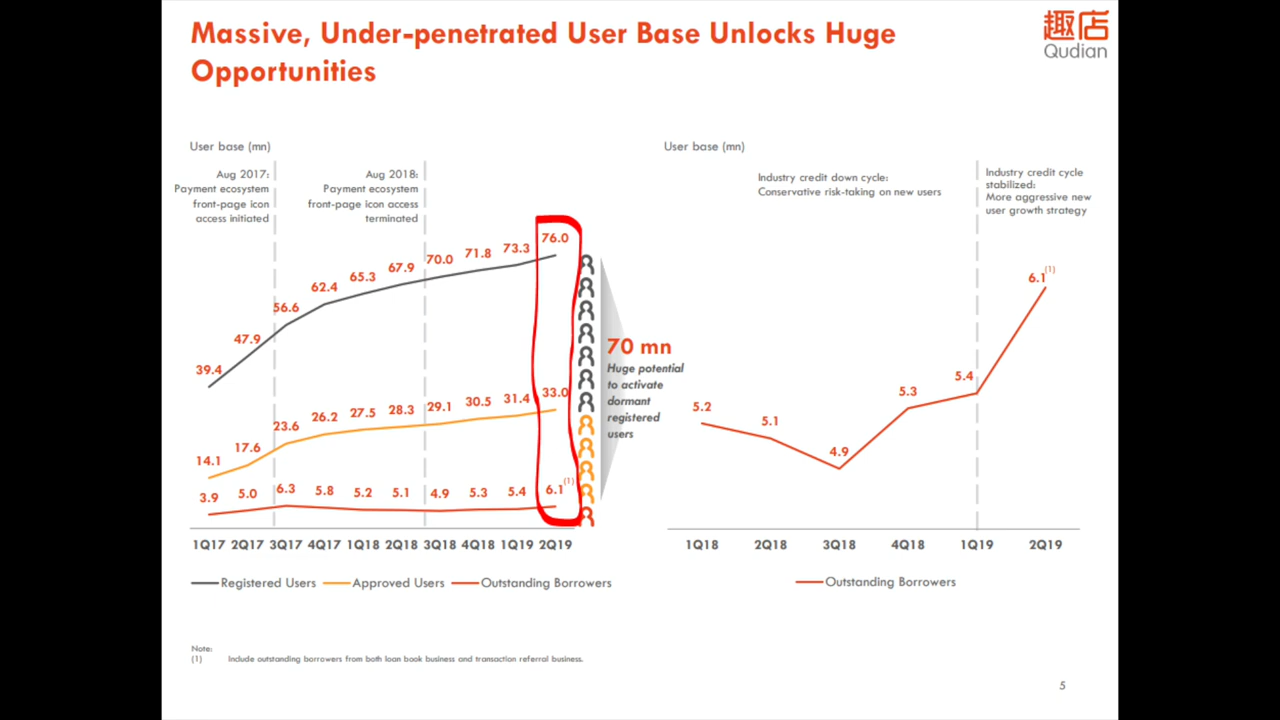 Massive, Under-penetrated User Base Unlocks Huge
Opportunities
趣店
Qudian
User base (mn)
Aug 2017:
Payment ecosystem
front-page icon
access initiated
Aug 2018:
Payment ecosystem
front-page icon access
terminated
39.4
47.9
56.6
62.4
65.3
67.9
70.0
71.8
73.3
76.0
14.1
17.6
23.6
26.2
27.5
28.3
29.1
30.5
31.4
33.0
3.9
5.0
6.3
5.8
5.2
5.1
4.9
5.3
5.4
6.1(1)
70 mn
Huge potential
to activate
dormant
registered
users
1Q17 2Q17 3Q17 4Q17 1Q18 2Q18 3Q18 4Q18 1Q19 2Q19
Registered Users Approved Users Outstanding Borrowers
User base (mn)
Industry credit down cycle:
Conservative risk-taking on new users
Industry credit cycle
stabilized:
More aggressive new
user growth strategy
5.2
5.1
4.9
5.3
5.4
6.1(1)
1Q18 2Q18 3Q18 4Q18 1Q19 2Q19
Outstanding Borrowers
Note:
(1) Include outstanding borrowers from both loan book business and transaction referral business.
5